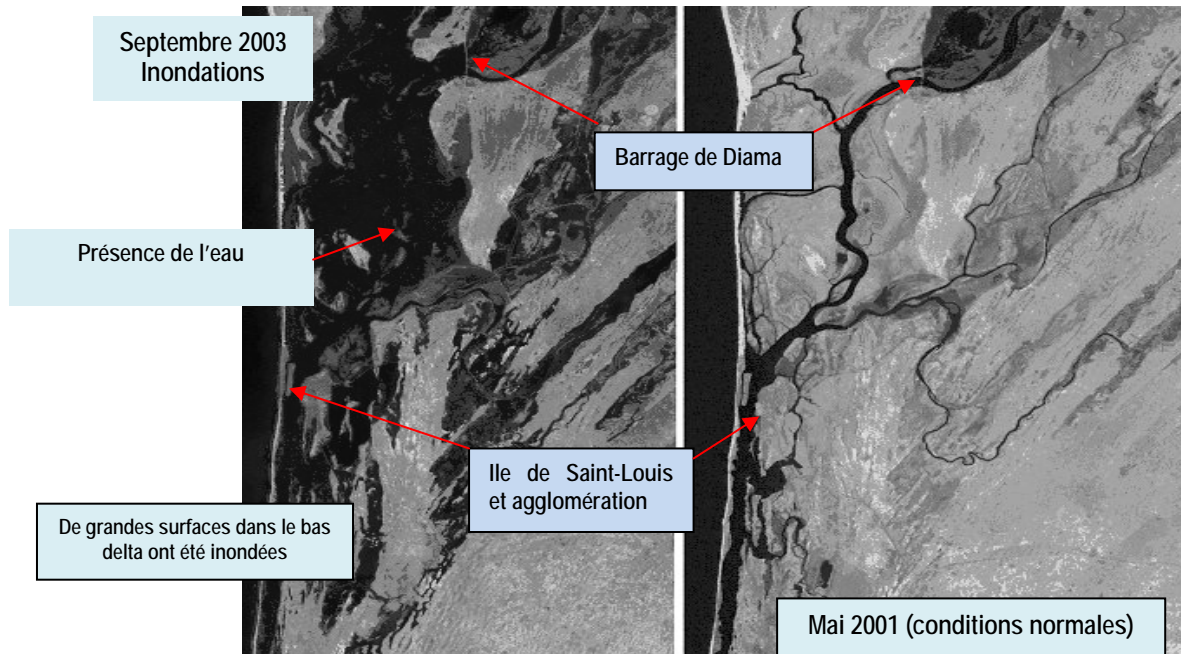 Septembre 2003
Inondations
Barrage de Diama
Présence de l'eau
Ile de Saint-Louis
et agglomération
De grandes surfaces dans le bas
delta ont été inondées
Mai 2001 (conditions normales)